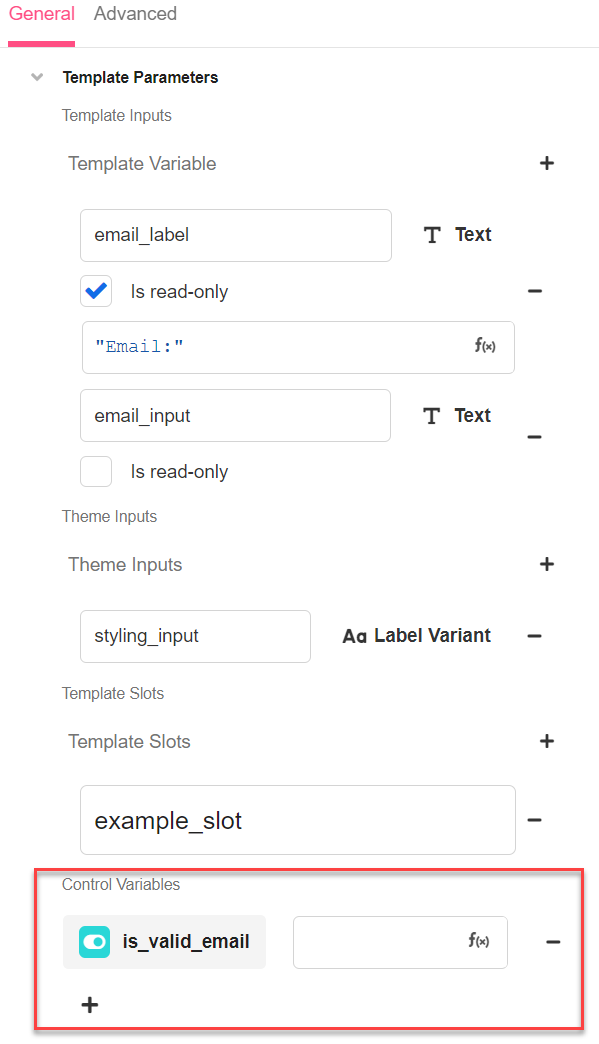 General Advanced
Template Parameters
Template Inputs
Template Variable +
email_label T Text
Is read-only
"Email:" f(x)
email_input T Text
Is read-only
Theme Inputs
Theme Inputs +
styling_input Aa Label Variant
Template Slots
Template Slots +
example_slot
Control Variables
is_valid_email f(x)
+